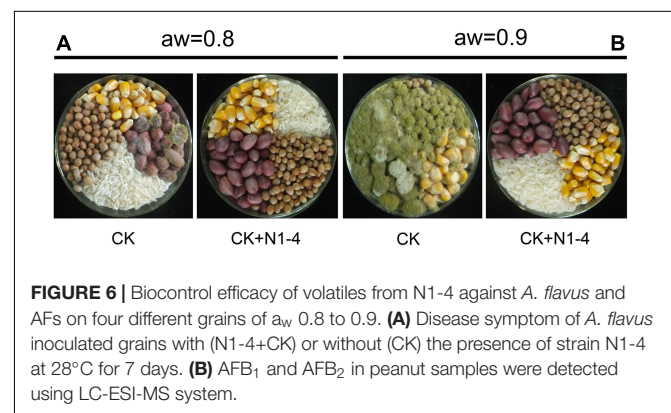 A aw=0.8 aw=0.9 B
CK CK+N1-4 CK CK+N1-4
FIGURE 6 | Biocontrol efficacy of volatiles from N1-4 against A. flavus and
AFs on four different grains of aw 0.8 to 0.9. (A) Disease symptom of A. flavus
inoculated grains with (N1-4+CK) or without (CK) the presence of strain N1-4
at 28°C for 7 days. (B) AFB1 and AFB2 in peanut samples were detected
using LC-ESI-MS system.